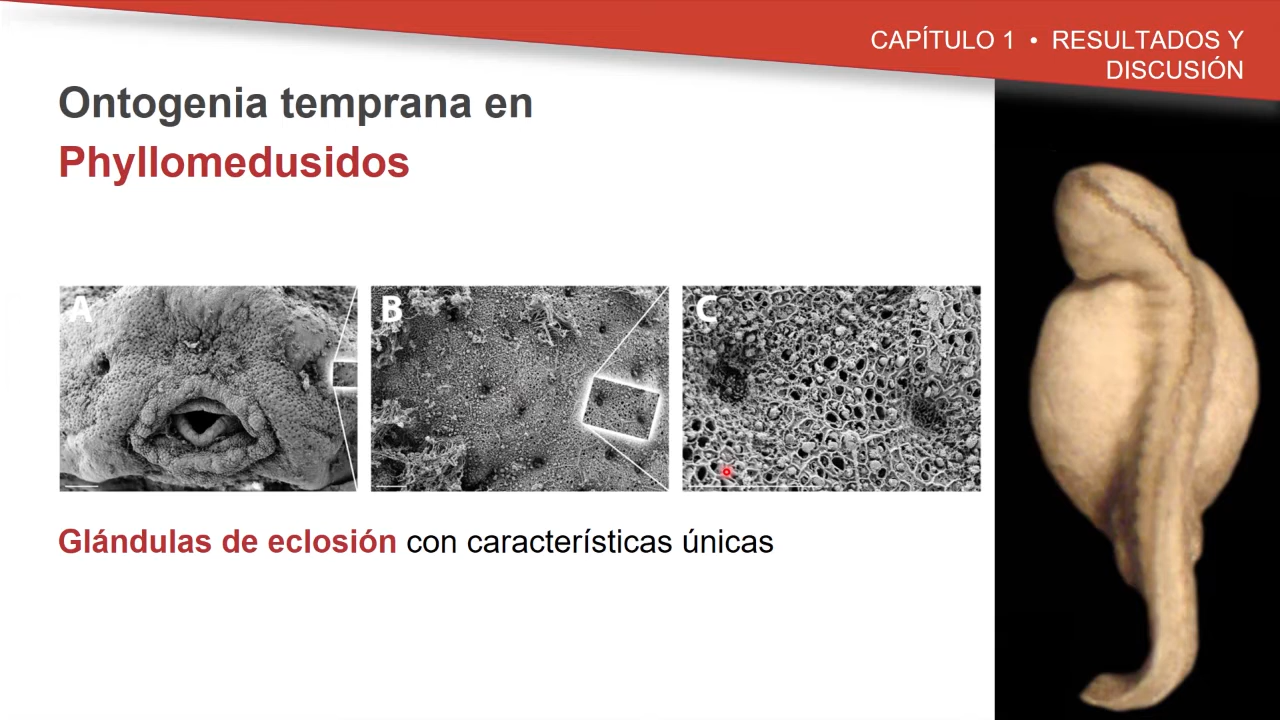 CAPÍTULO 1 • RESULTADOS Y
DISCUSIÓN
Ontogenia temprana en
Phyllomedusidos
A
B
C
Glándulas de eclosión con características únicas